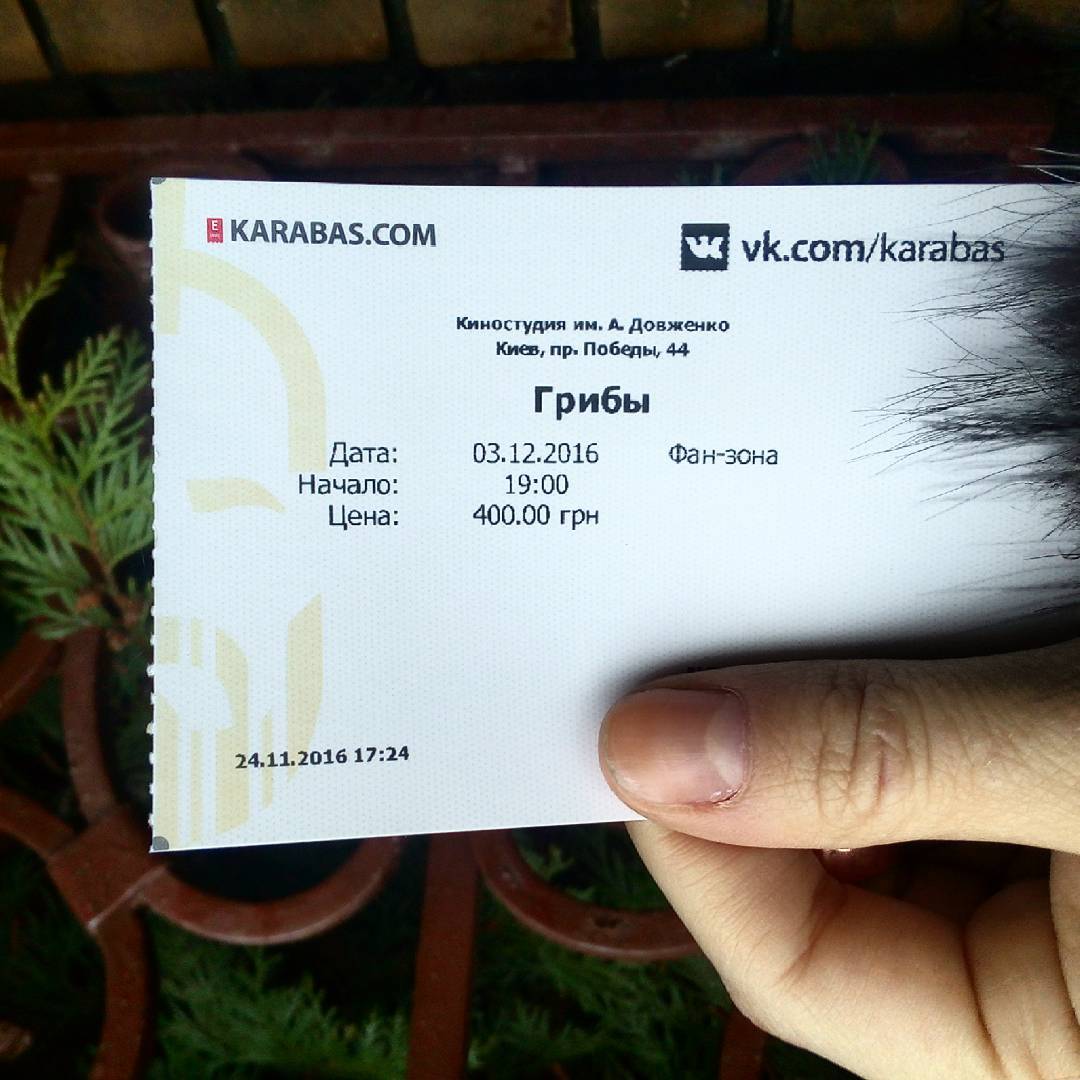 KARABAS.COM
vk.com/karabas
Киностудия им. А. Довженко
Киев, пр. Победы, 44
Грибы
Дата: 03.12.2016 Фан-зона
Начало: 19:00
Цена: 400.00 грн
24.11.2016 17:24